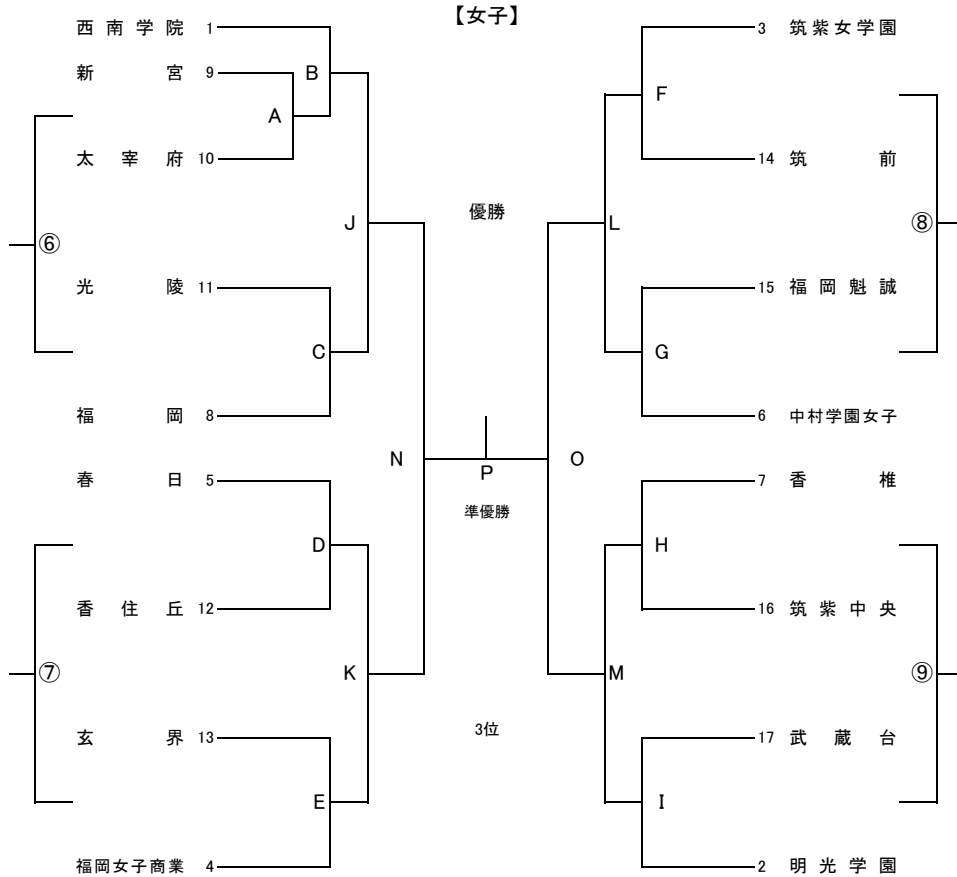 【女子】
西南学院 1
3 筑紫女学園
新宮 9
B
F
A
太宰府 10
14 筑前
J
優勝
L
⑥
⑧
光陵 11
15 福岡魁誠
C
G
福岡 8
6 中村学園女子
N
P
O
春日 5
7 香椎
準優勝
D
H
香住丘 12
16 筑紫中央
⑦
K
M
⑨
3位
玄界 13
17 武蔵台
E
I
福岡女子商業 4
2 明光学園